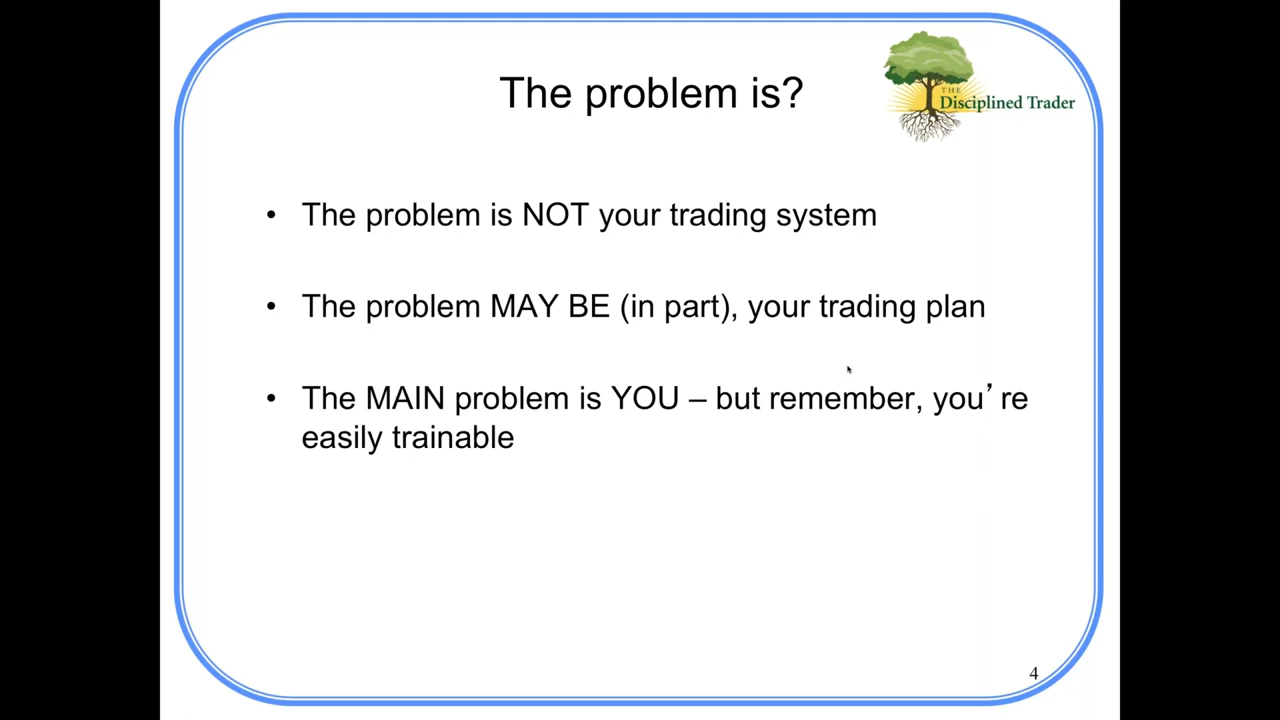 The problem is?
THE
Disciplined Trader
• The problem is NOT your trading system
• The problem MAY BE (in part), your trading plan
• The MAIN problem is YOU – but remember, you’re
easily trainable
4